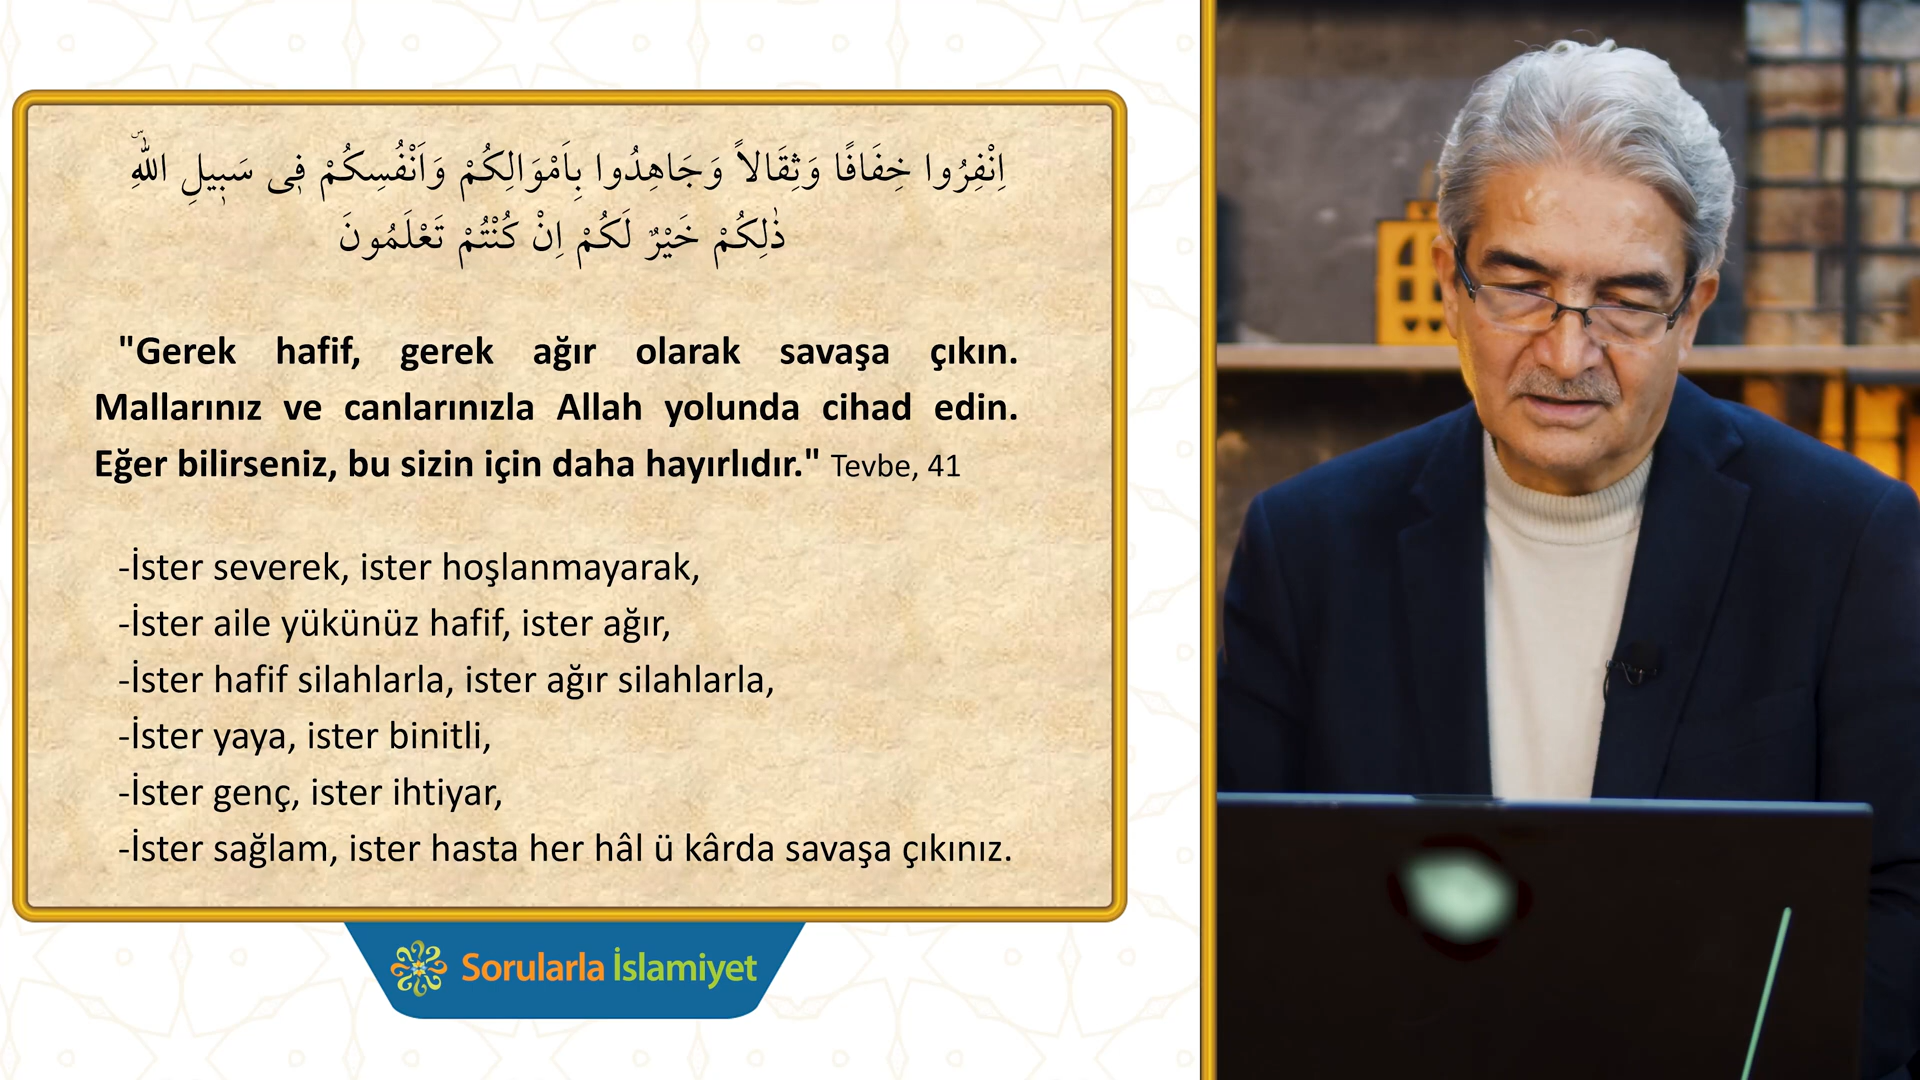 اِنْفِرُوا خِفَافًا وَثِقَالاً وَجَاهِدُوا بِاَمْوَالِكُمْ وَاَنْفُسِكُمْ فٖى سَبٖيلِ اللّٰهِۜ
ذٰلِكُمْ خَيْرٌ لَكُمْ اِنْ كُنْتُمْ تَعْلَمُونَ
"Gerek hafif, gerek ağır olarak savaşa çıkın.
Mallarınız ve canlarınızla Allah yolunda cihad edin.
Eğer bilirseniz, bu sizin için daha hayırlıdır." Tevbe, 41
-İster severek, ister hoşlanmayarak,
-İster aile yükünüz hafif, ister ağır,
-İster hafif silahlarla, ister ağır silahlarla,
-İster yaya, ister binitli,
-İster genç, ister ihtiyar,
-İster sağlam, ister hasta her hâl ü kârda savaşa çıkınız.
Sorularla İslamiyet